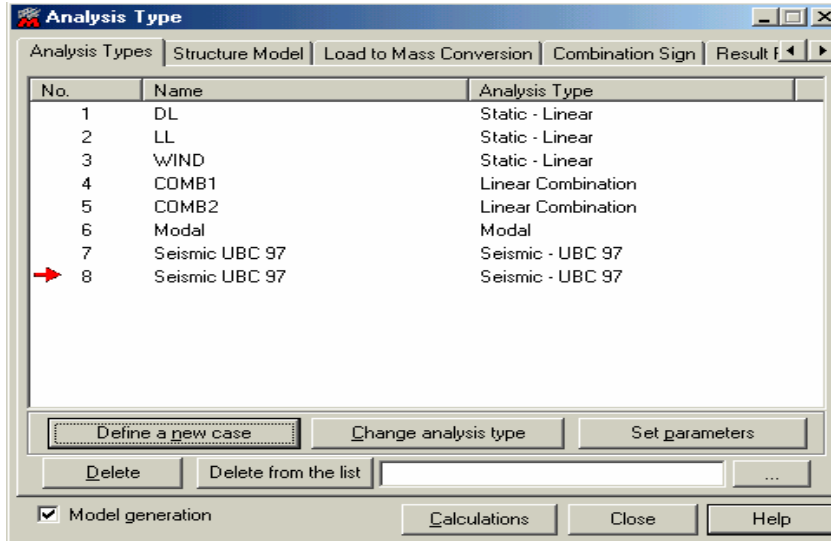 Analysis Type
Analysis Types Structure Model Load to Mass Conversion Combination Sign Result F
No. Name Analysis Type
1 DL Static - Linear
2 LL Static - Linear
3 WIND Static - Linear
4 COMB1 Linear Combination
5 COMB2 Linear Combination
6 Modal Modal
7 Seismic UBC 97 Seismic - UBC 97
8 Seismic UBC 97 Seismic - UBC 97
Define a new case Change analysis type Set parameters
Delete Delete from the list ...
Model generation Calculations Close Help